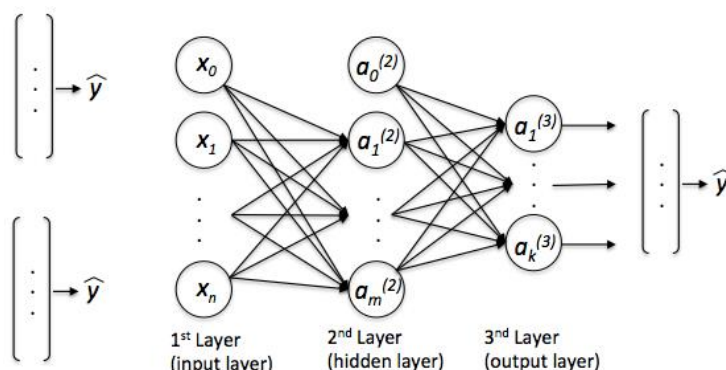 ŷ
x₀
a₀⁽²⁾
x₁
a₁⁽²⁾
a₁⁽³⁾
ŷ
ŷ
xₙ
aₘ⁽²⁾
aₖ⁽³⁾
1ˢᵗ Layer
(input layer)
2ⁿᵈ Layer
(hidden layer)
3ⁿᵈ Layer
(output layer)